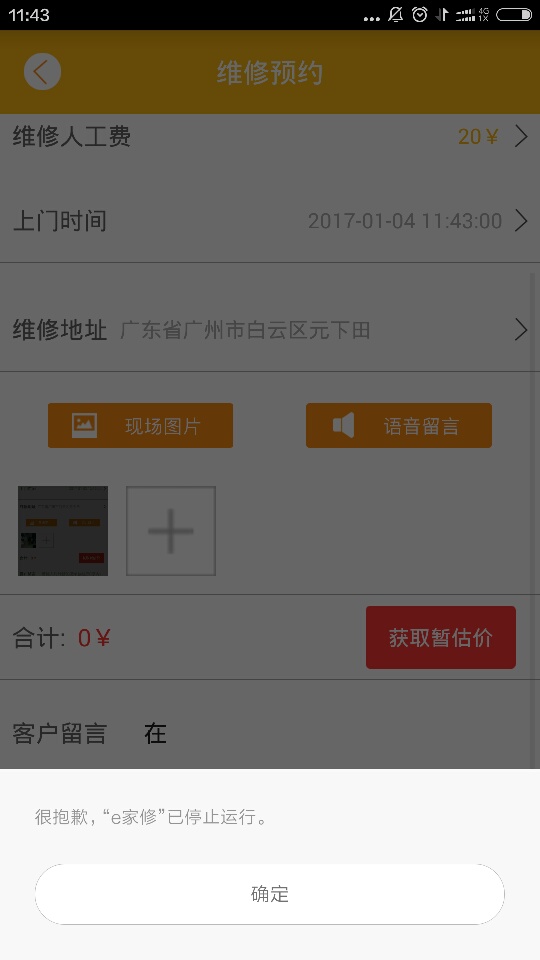 11:43
4G
1X
维修预约
维修人工费 20￥
上门时间 2017-01-04 11:43:00
维修地址 广东省广州市白云区元下田
现场图片 语音留言
合计: 0￥ 获取暂估价
客户留言 在
很抱歉，“e家修”已停止运行。
确定